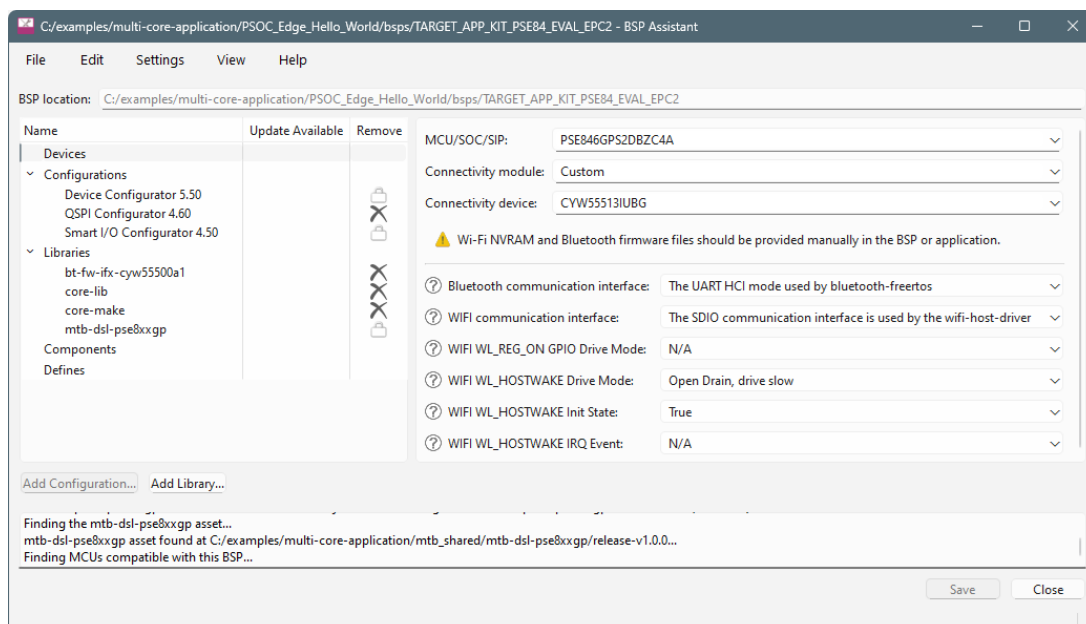 C:/examples/multi-core-application/PSOC_Edge_Hello_World/bsps/TARGET_APP_KIT_PSE84_EVAL_EPC2 - BSP Assistant
File Edit Settings View Help
BSP location: C:/examples/multi-core-application/PSOC_Edge_Hello_World/bsps/TARGET_APP_KIT_PSE84_EVAL_EPC2
Name Update Available Remove
Devices
Configurations
Device Configurator 5.50
QSPI Configurator 4.60
Smart I/O Configurator 4.50
Libraries
bt-fw-ifx-cyw55500a1
core-lib
core-make
mtb-dsl-pse8xxgp
Components
Defines
MCU/SOC/SIP: PSE846GPS2DBZC4A
Connectivity module: Custom
Connectivity device: CYW55513IUBG
Wi-Fi NVRAM and Bluetooth firmware files should be provided manually in the BSP or application.
Bluetooth communication interface: The UART HCI mode used by bluetooth-freertos
WIFI communication interface: The SDIO communication interface is used by the wifi-host-driver
WIFI WL_REG_ON GPIO Drive Mode: N/A
WIFI WL_HOSTWAKE Drive Mode: Open Drain, drive slow
WIFI WL_HOSTWAKE Init State: True
WIFI WL_HOSTWAKE IRQ Event: N/A
Add Configuration... Add Library...
Finding the mtb-dsl-pse8xxgp asset...
mtb-dsl-pse8xxgp asset found at C:/examples/multi-core-application/mtb_shared/mtb-dsl-pse8xxgp/release-v1.0.0...
Finding MCUs compatible with this BSP...
Save Close